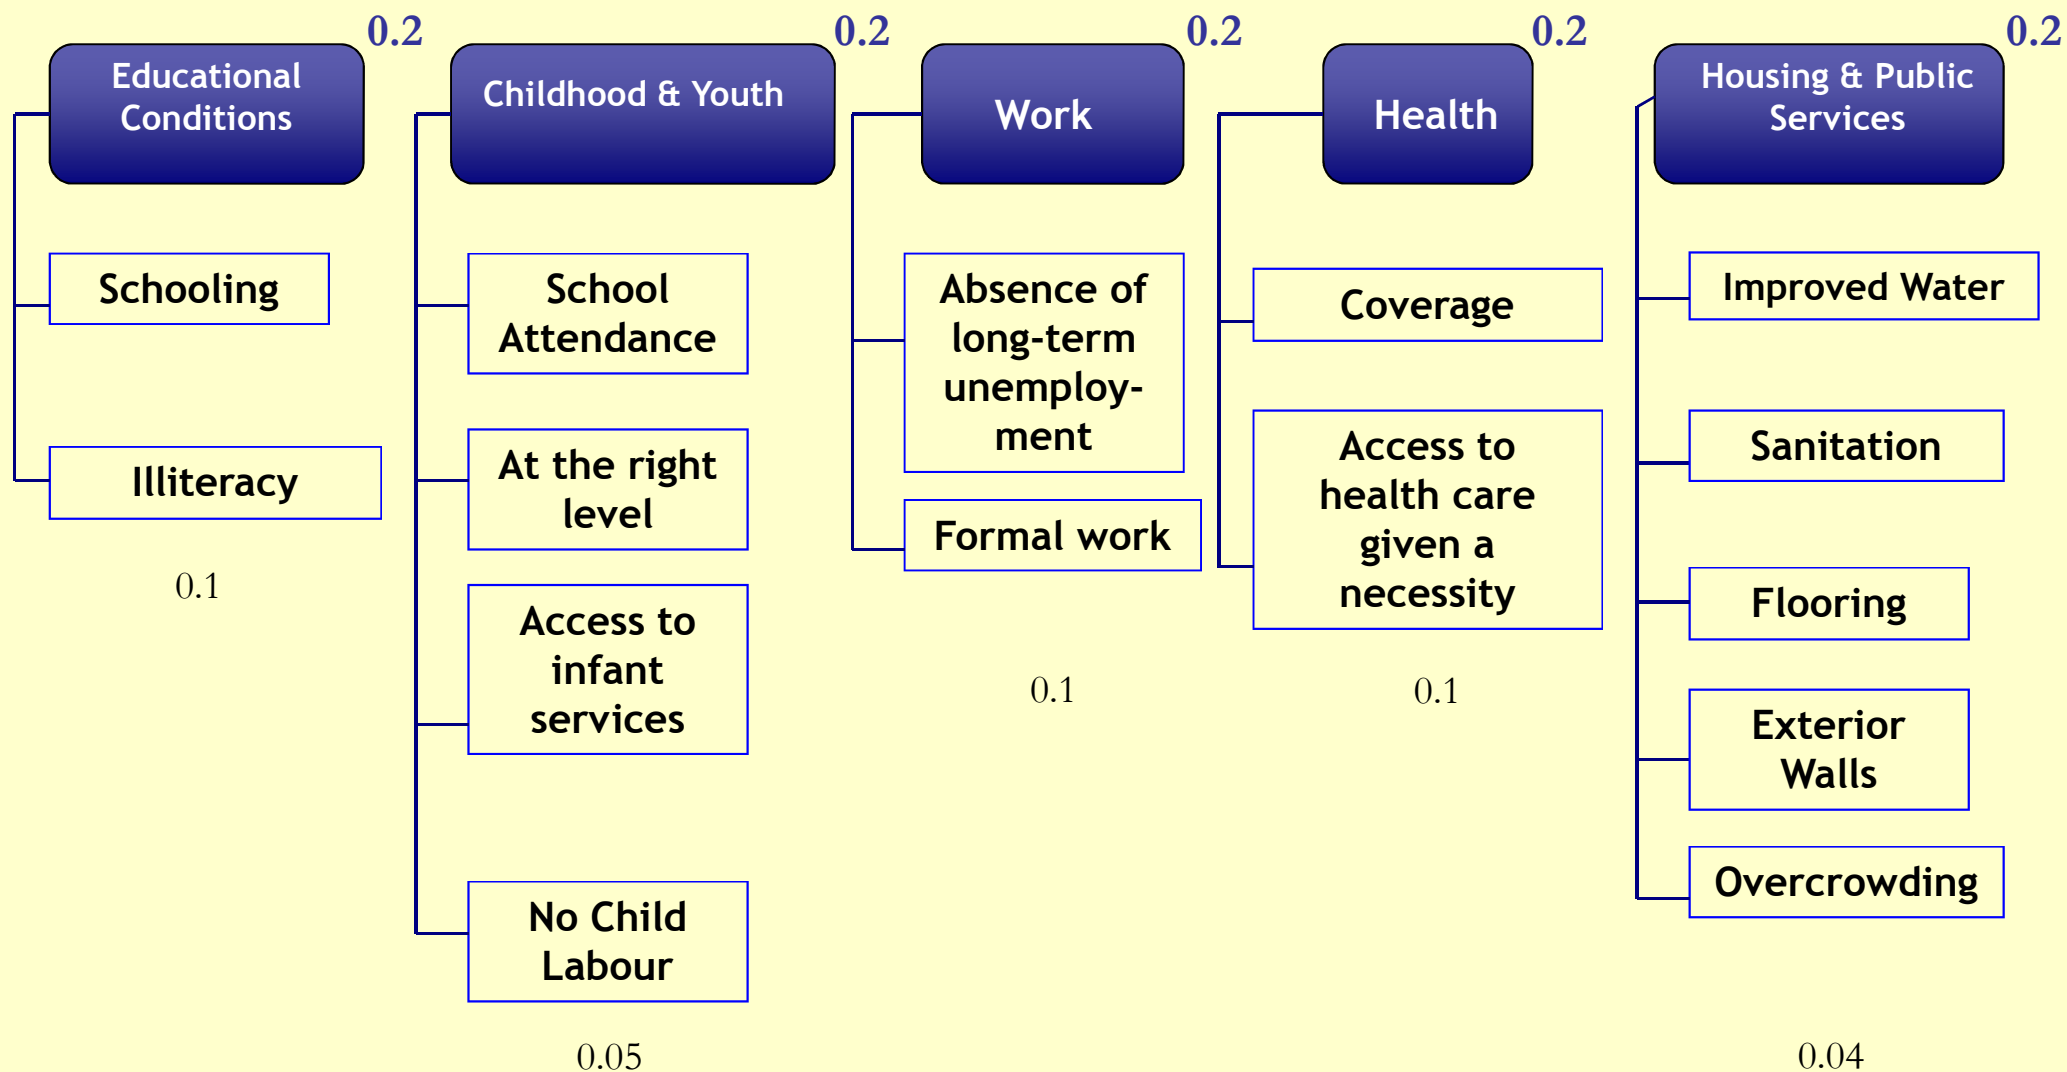 0.2
Educational
Conditions
Schooling
Illiteracy
0.1
0.2
Childhood & Youth
School
Attendance
At the right
level
Access to
infant
services
No Child
Labour
0.05
0.2
Work
Absence of
long-term
unemploy-
ment
Formal work
0.1
0.2
Health
Coverage
Access to
health care
given a
necessity
0.1
0.2
Housing & Public
Services
Improved Water
Sanitation
Flooring
Exterior
Walls
Overcrowding
0.04